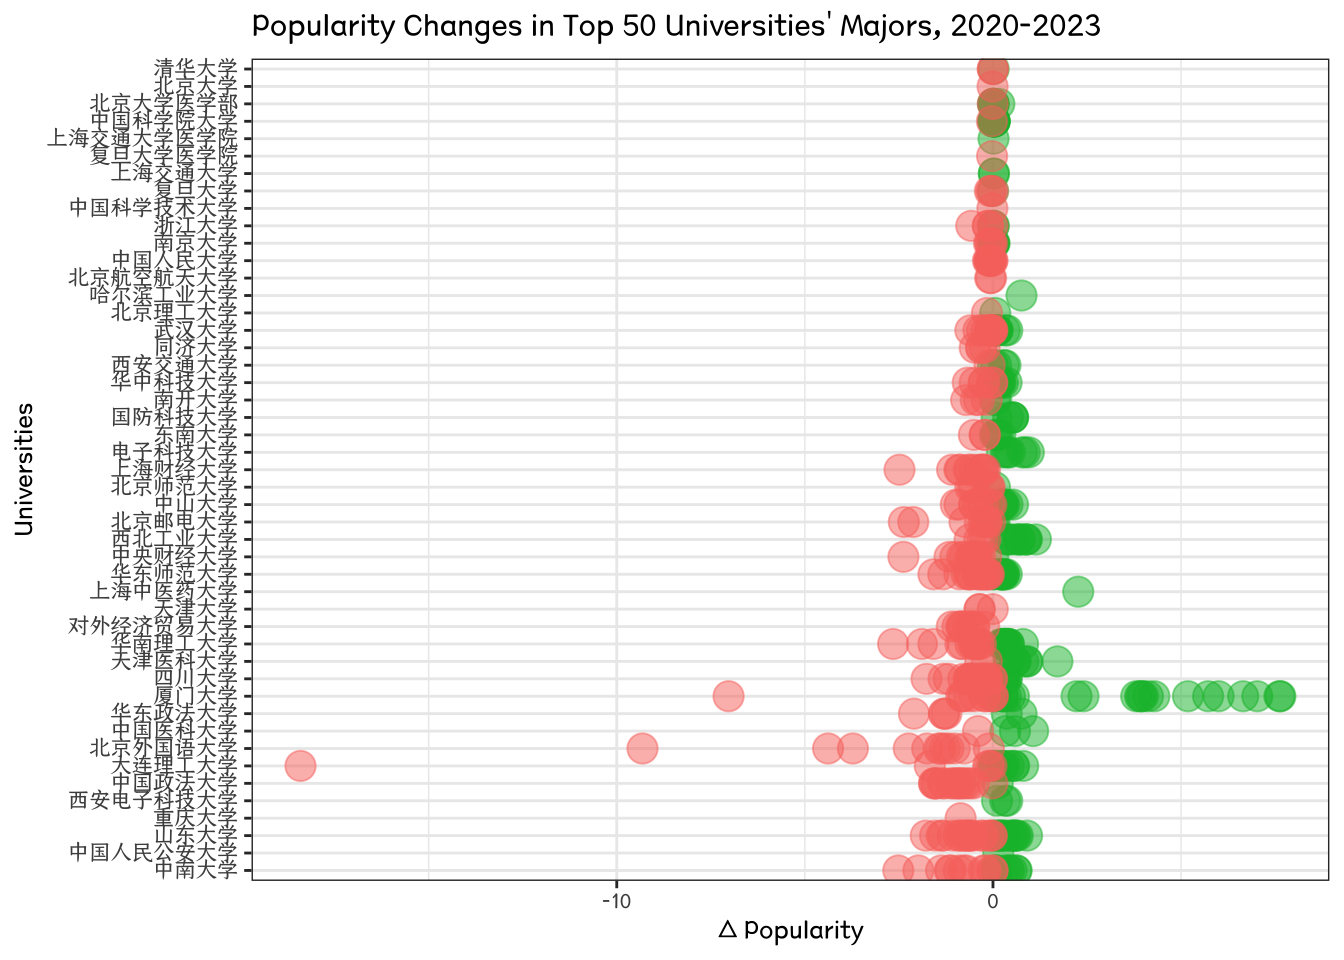 Popularity Changes in Top 50 Universities' Majors, 2020-2023
清华大学
北京大学
北京大学医学部
中国科学院大学
上海交通大学医学院
复旦大学医学院
上海交通大学
复旦大学
中国科学技术大学
浙江大学
南京大学
中国人民大学
北京航空航天大学
哈尔滨工业大学
北京理工大学
武汉大学
同济大学
西安交通大学
华中科技大学
南开大学
国防科技大学
东南大学
电子科技大学
上海财经大学
北京师范大学
中山大学
北京邮电大学
西北工业大学
中央财经大学
华东师范大学
上海中医药大学
天津大学
对外经济贸易大学
华南理工大学
天津医科大学
四川大学
厦门大学
华东政法大学
中国医科大学
北京外国语大学
大连理工大学
中国政法大学
西安电子科技大学
重庆大学
山东大学
中国人民公安大学
中南大学
Universities
-10 0
△ Popularity